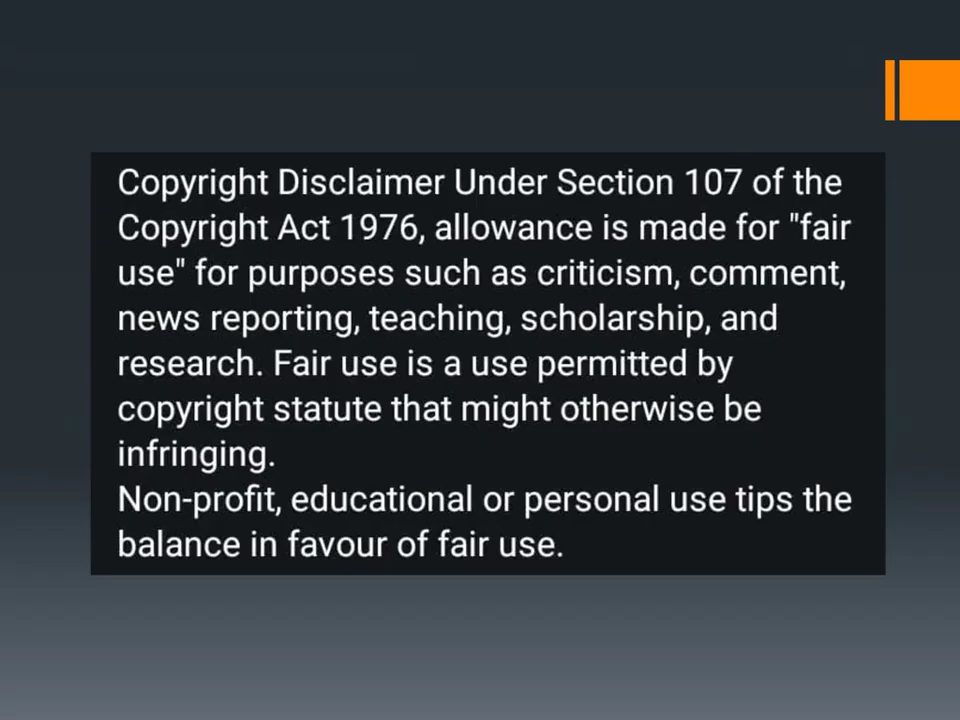 Copyright Disclaimer Under Section 107 of the
Copyright Act 1976, allowance is made for "fair
use" for purposes such as criticism, comment,
news reporting, teaching, scholarship, and
research. Fair use is a use permitted by
copyright statute that might otherwise be
infringing.
Non-profit, educational or personal use tips the
balance in favour of fair use.